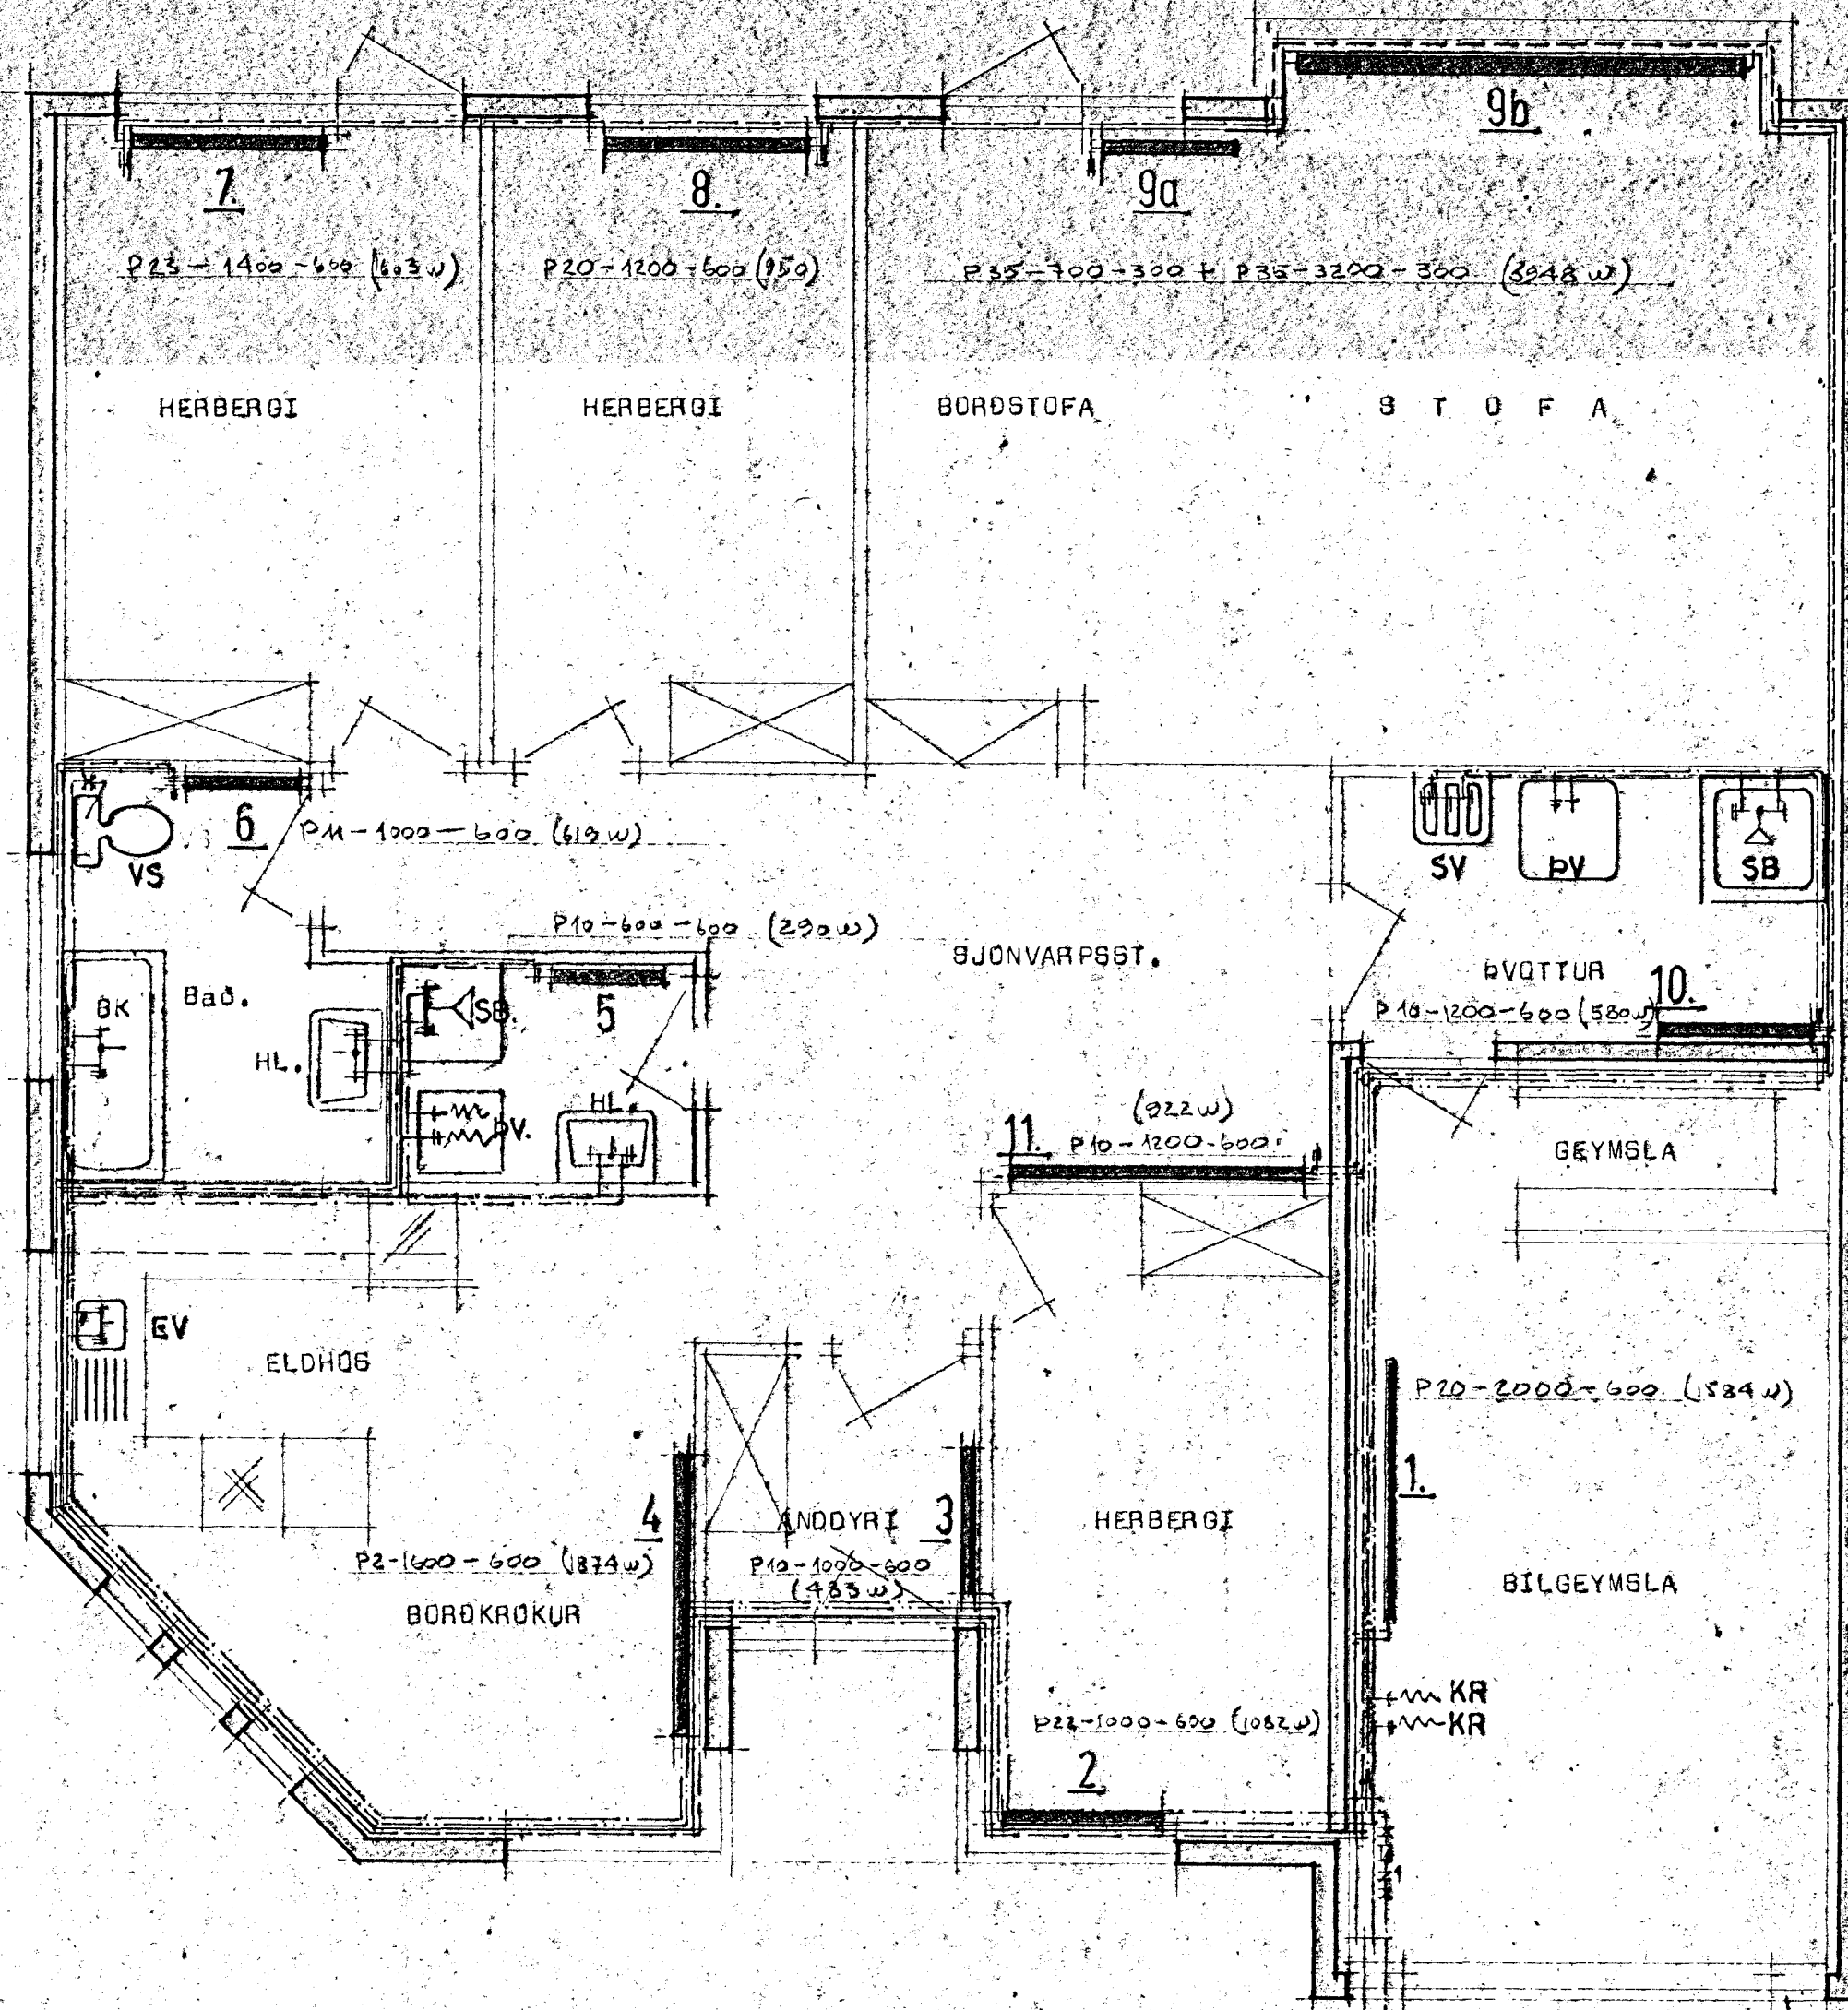 9b
7.
8.
9a
P23-1400-600 (603 w)
P20-1200-600 (950)
P35-700-300 + P35-3200-300 (3948 w)
HERBERGI
HERBERGI
BORÐSTOFA
S T O F A
6
P11-1000-600 (619 w)
VS
SV
ÞV
SB
P10-600-600 (290 w)
SJÓNVARPSST.
ÞVOTTUR
10.
P10-1200-600 (580 w)
BK
Bað.
SB.
5
HL.
HL.
ÞV.
(922 w)
11.
P10-1200-600
GEYMSLA
EV
ELDHÚS
P20-2000-600 (1584 w)
1.
4
ANDDYRI
3
HERBERGI
P2-1600-600 (1874 w)
P10-1000-600
(483 w)
BORÐKRÓKUR
BÍLGEYMSLA
KR
KR
P22-1000-600 (1082 w)
2